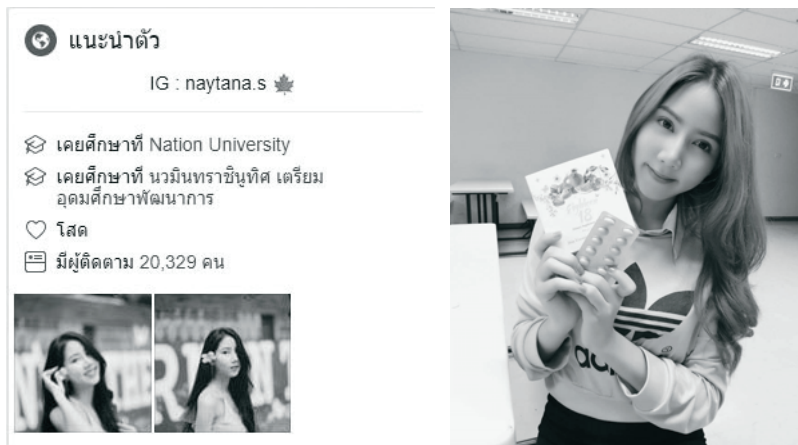 แนะนำตัว
IG : naytana.s
เคยศึกษาที่ Nation University
เคยศึกษาที่ นวมินทราชินูทิศ เตรียม
อุดมศึกษาพัฒนาการ
โสด
มีผู้ติดตาม 20,329 คน
18